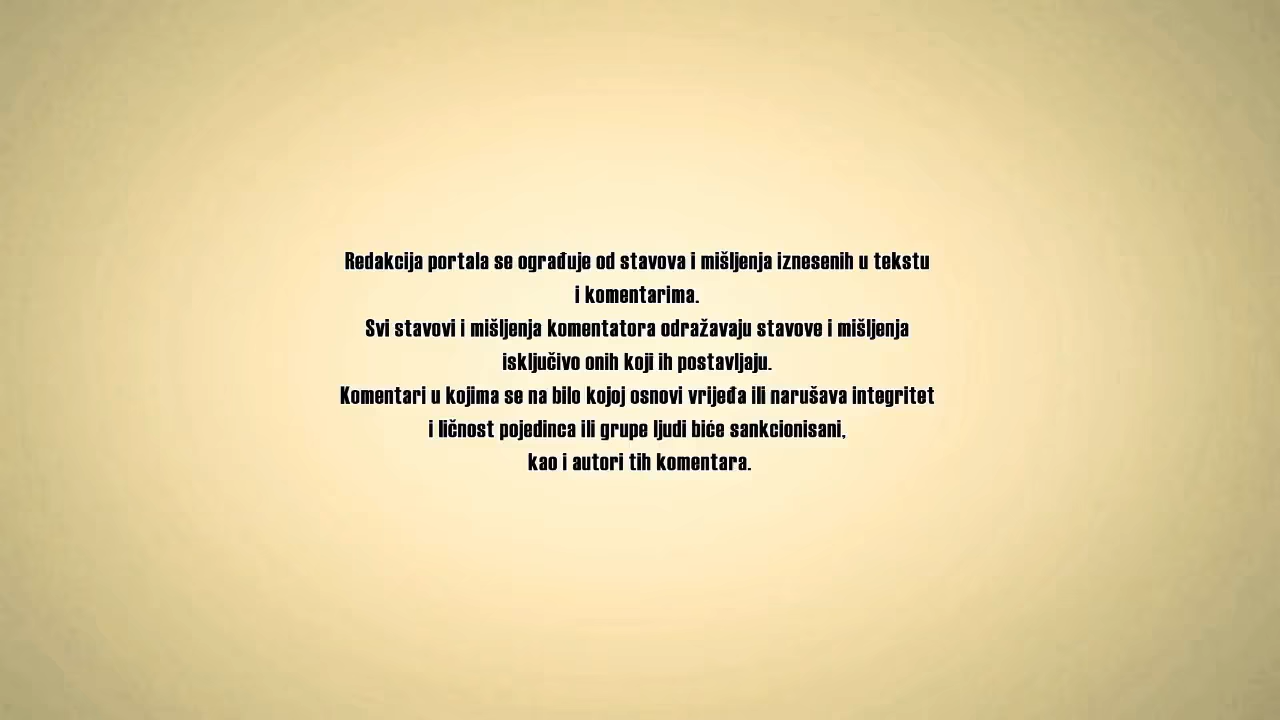 Redakcija portala se ograđuje od stavova i mišljenja iznesenih u tekstu
i komentarima.
Svi stavovi i mišljenja komentatora odražavaju stavove i mišljenja
isključivo onih koji ih postavljaju.
Komentari u kojima se na bilo kojoj osnovi vrijeđa ili narušava integritet
i ličnost pojedinca ili grupe ljudi biće sankcionisani,
kao i autori tih komentara.